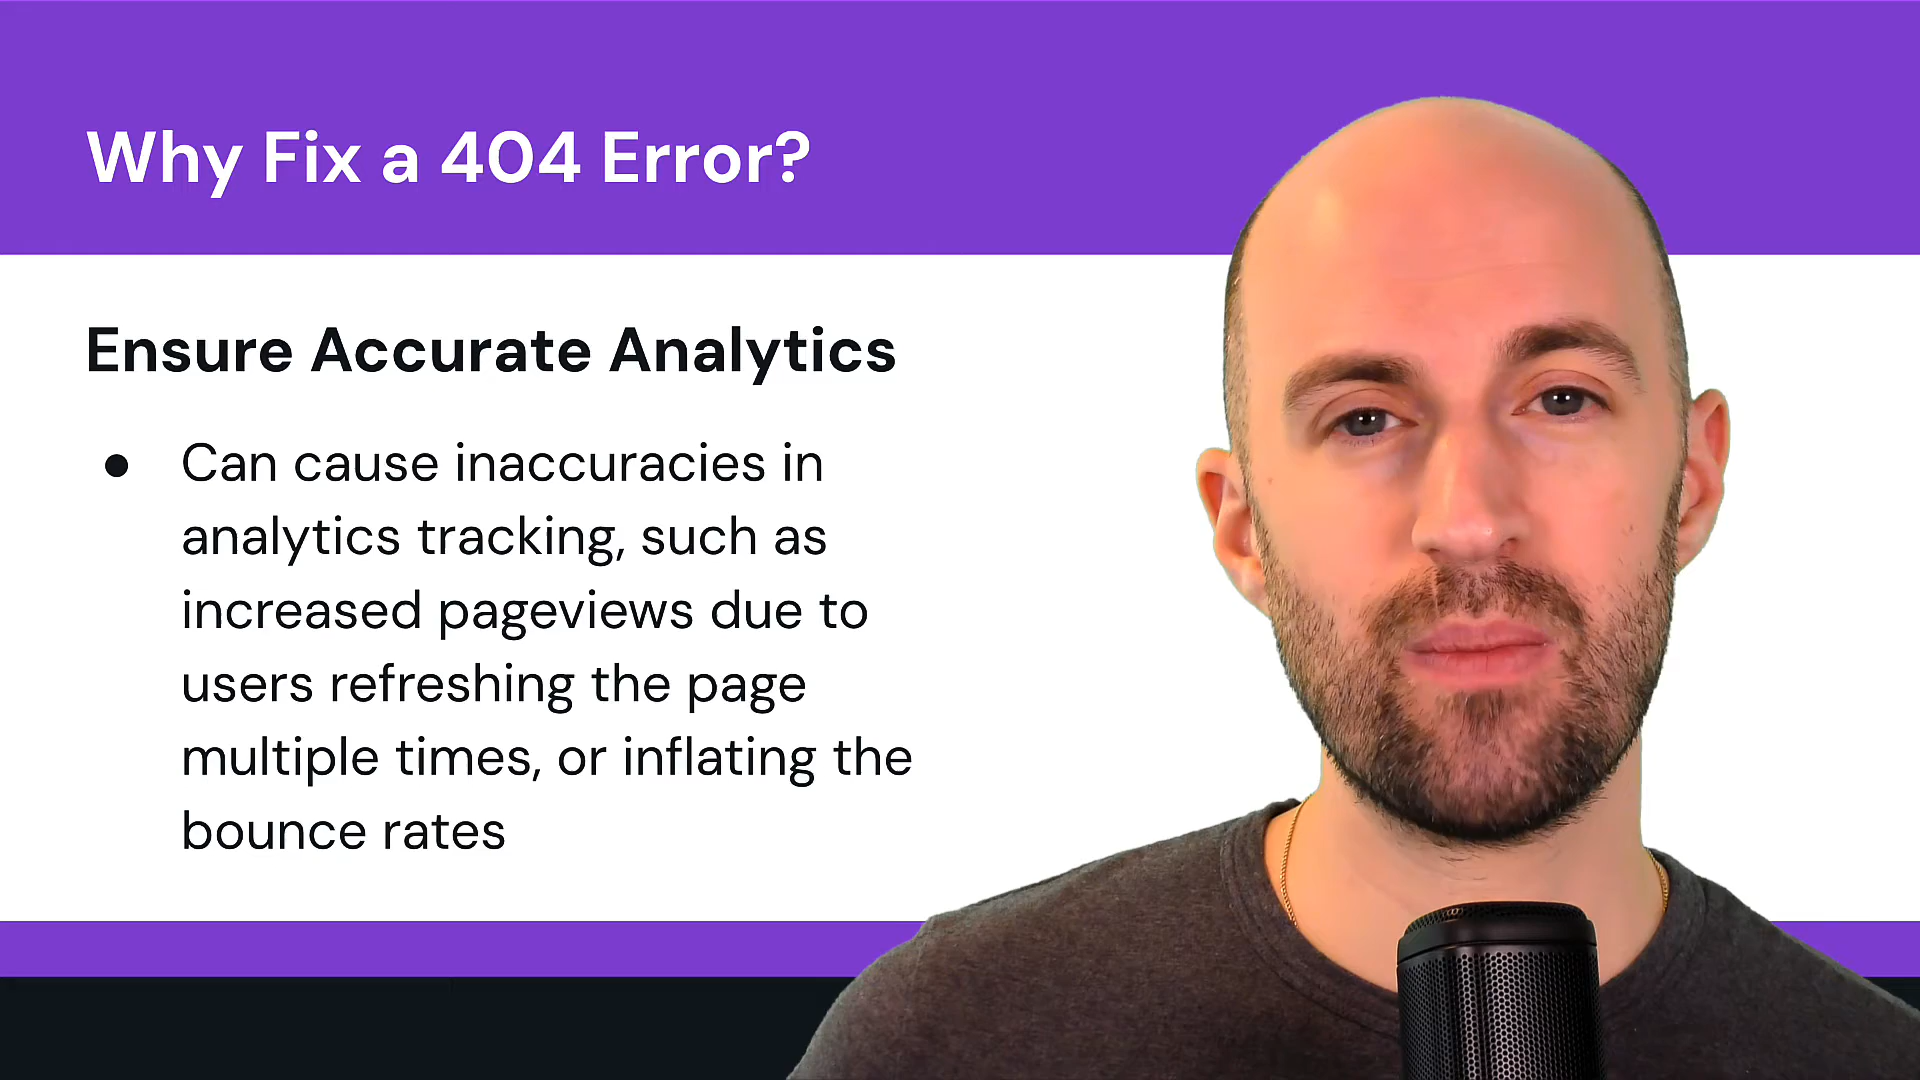 Why Fix a 404 Error?
Ensure Accurate Analytics
● Can cause inaccuracies in
analytics tracking, such as
increased pageviews due to
users refreshing the page
multiple times, or inflating the
bounce rates